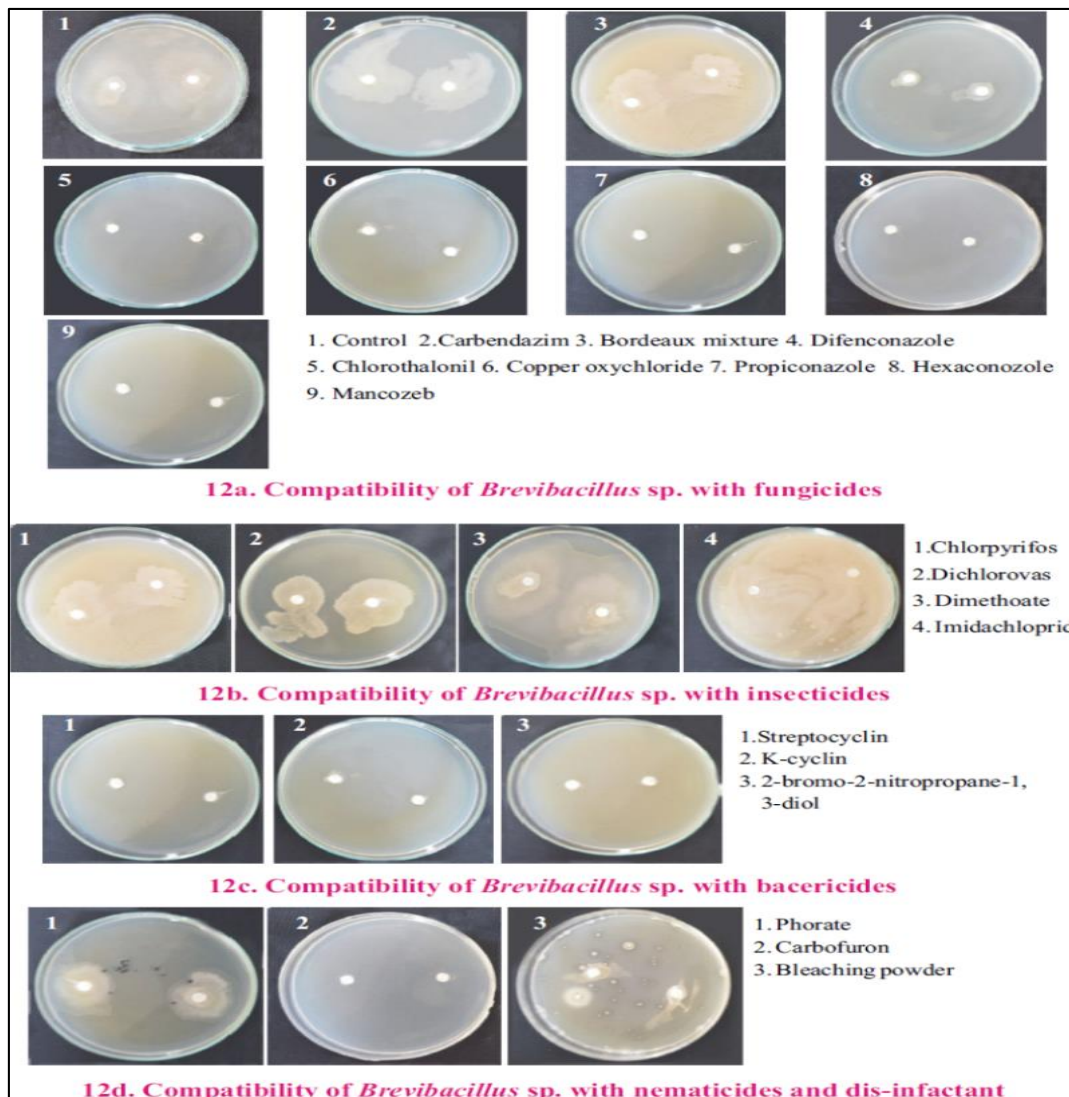 1 2 3 4
5 6 7 8
9
1. Control 2.Carbendazim 3. Bordeaux mixture 4. Difenconazole
5. Chlorothalonil 6. Copper oxychloride 7. Propiconazole 8. Hexaconozole
9. Mancozeb
12a. Compatibility of Brevibacillus sp. with fungicides
1 2 3 4
1.Chlorpyrifos
2.Dichlorovas
3. Dimethoate
4. Imidachloprid
12b. Compatibility of Brevibacillus sp. with insecticides
1 2 3
1.Streptocyclin
2. K-cyclin
3. 2-bromo-2-nitropropane-1,
3-diol
12c. Compatibility of Brevibacillus sp. with bacericides
1 2 3
1. Phorate
2. Carbofuron
3. Bleaching powder
12d. Compatibility of Brevibacillus sp. with nematicides and dis-infactant